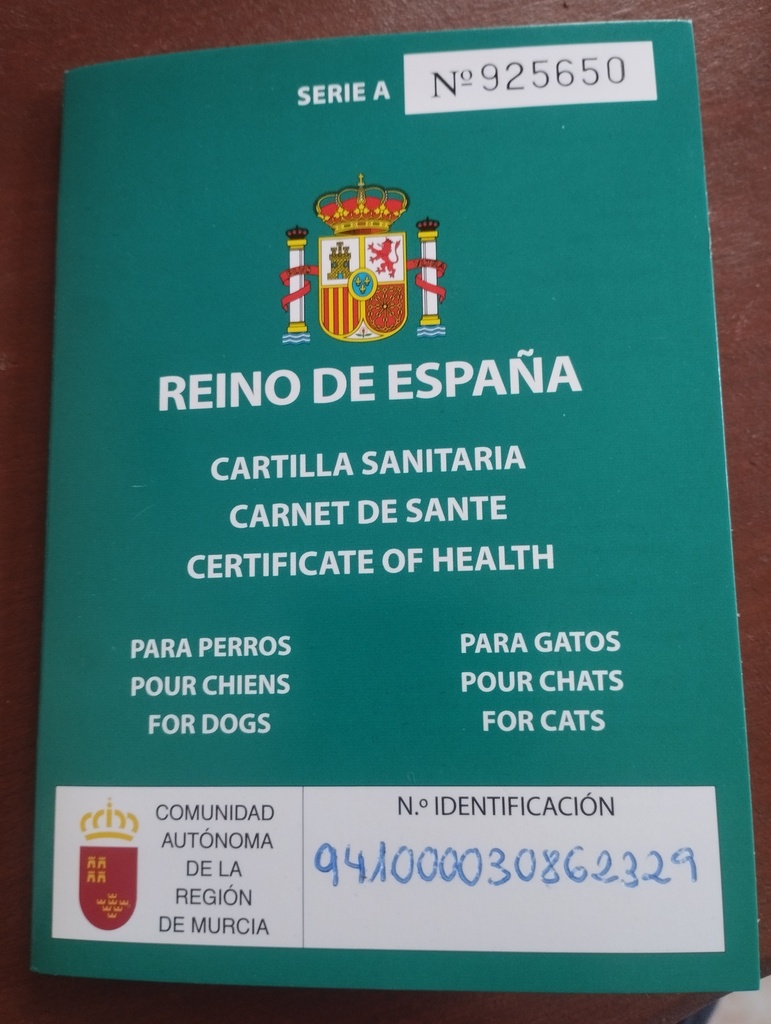 SERIE A Nº 925650
REINO DE ESPAÑA
CARTILLA SANITARIA
CARNET DE SANTE
CERTIFICATE OF HEALTH
PARA PERROS
POUR CHIENS
FOR DOGS
PARA GATOS
POUR CHATS
FOR CATS
COMUNIDAD
AUTÓNOMA
DE LA
REGIÓN
DE MURCIA
N.º IDENTIFICACIÓN
941000030862329